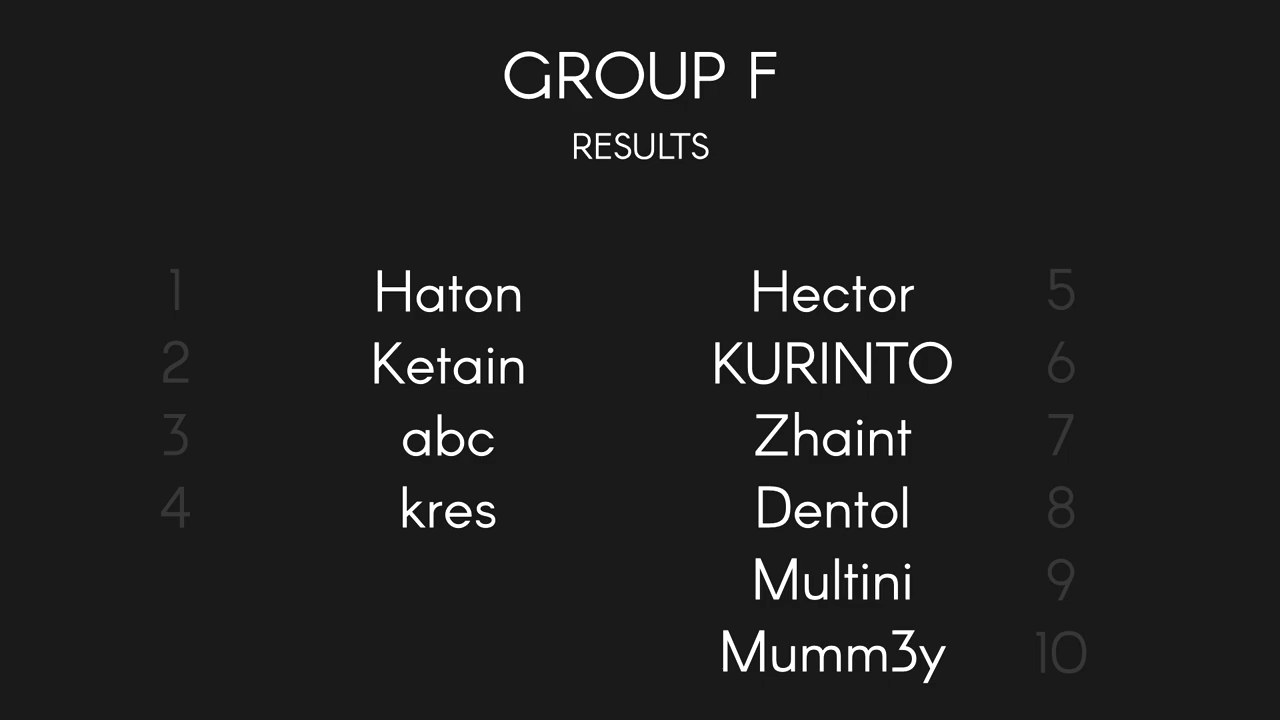 GROUP F
RESULTS
1 Haton
2 Ketain
3 abc
4 kres
Hector 5
KURINTO 6
Zhaint 7
Dentol 8
Multini 9
Mumm3y 10